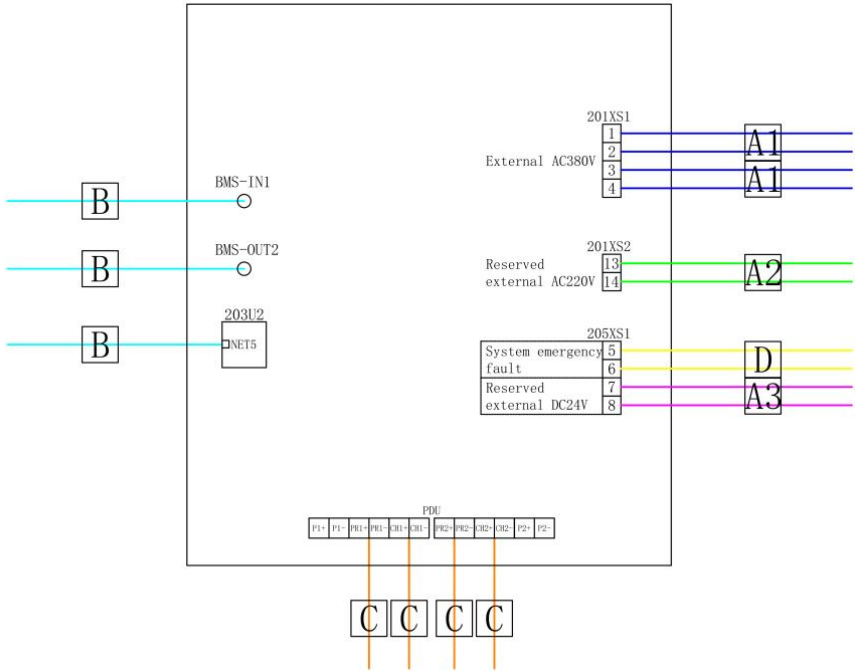 201XS1
1
2
3
4
External AC380V
A1
A1
BMS-IN1
B
BMS-OUT2
B
201XS2
Reserved
external AC220V
13
14
A2
203U2
NET5
B
205XS1
System emergency
fault
5
6
D
Reserved
external DC24V
7
8
A3
PDU
P1+ P1- PR1+ PR1- CH1+ CH1- PR2+ PR2- CH2+ CH2- P2+ P2-
C C C C